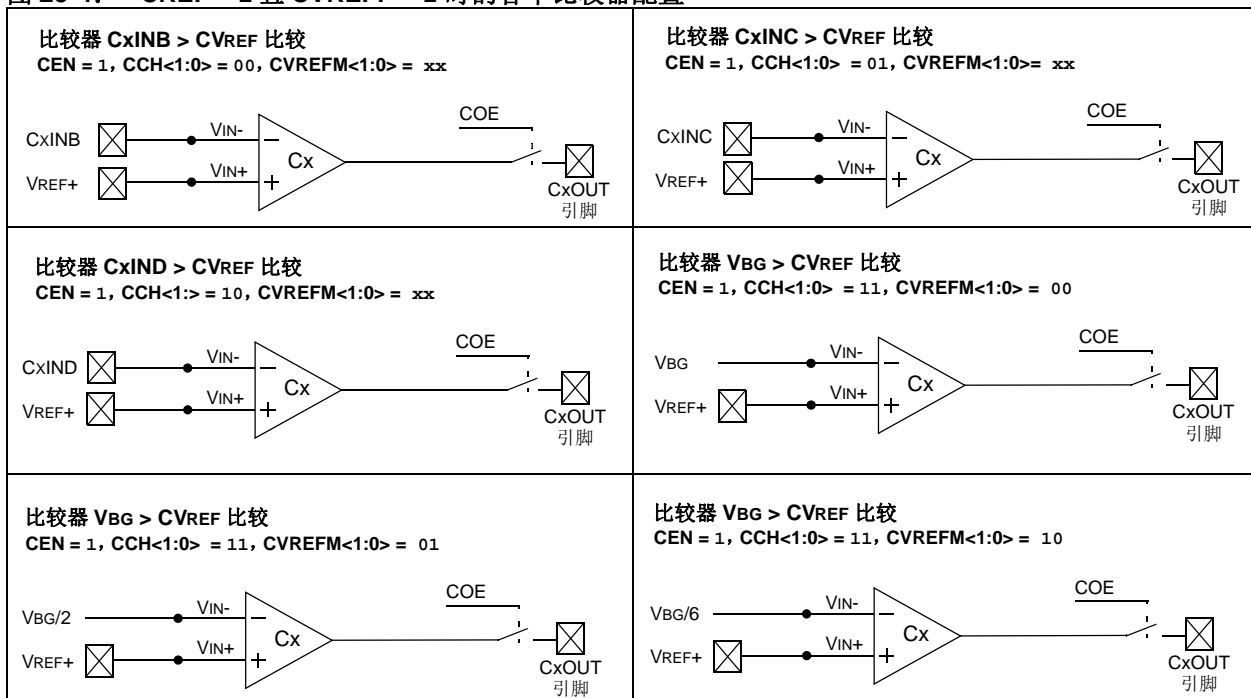 比较器 CxINB > CVREF 比较
CEN = 1，CCH<1:0> = 00，CVREFM<1:0> = xx
COE
CxINB
VIN-
VREF+
VIN+
Cx
CxOUT
引脚
比较器 CxINC > CVREF 比较
CEN = 1，CCH<1:0> = 01，CVREFM<1:0>= xx
COE
CxINC
VIN-
VREF+
VIN+
Cx
CxOUT
引脚
比较器 CxIND > CVREF 比较
CEN = 1，CCH<1:> = 10，CVREFM<1:0> = xx
COE
CxIND
VIN-
VREF+
VIN+
Cx
CxOUT
引脚
比较器 VBG > CVREF 比较
CEN = 1，CCH<1:0> = 11，CVREFM<1:0> = 00
COE
VBG
VIN-
VREF+
VIN+
Cx
CxOUT
引脚
比较器 VBG > CVREF 比较
CEN = 1，CCH<1:0> = 11，CVREFM<1:0> = 01
COE
VBG/2
VIN-
VREF+
VIN+
Cx
CxOUT
引脚
比较器 VBG > CVREF 比较
CEN = 1，CCH<1:0> = 11，CVREFM<1:0> = 10
COE
VBG/6
VIN-
VREF+
VIN+
Cx
CxOUT
引脚